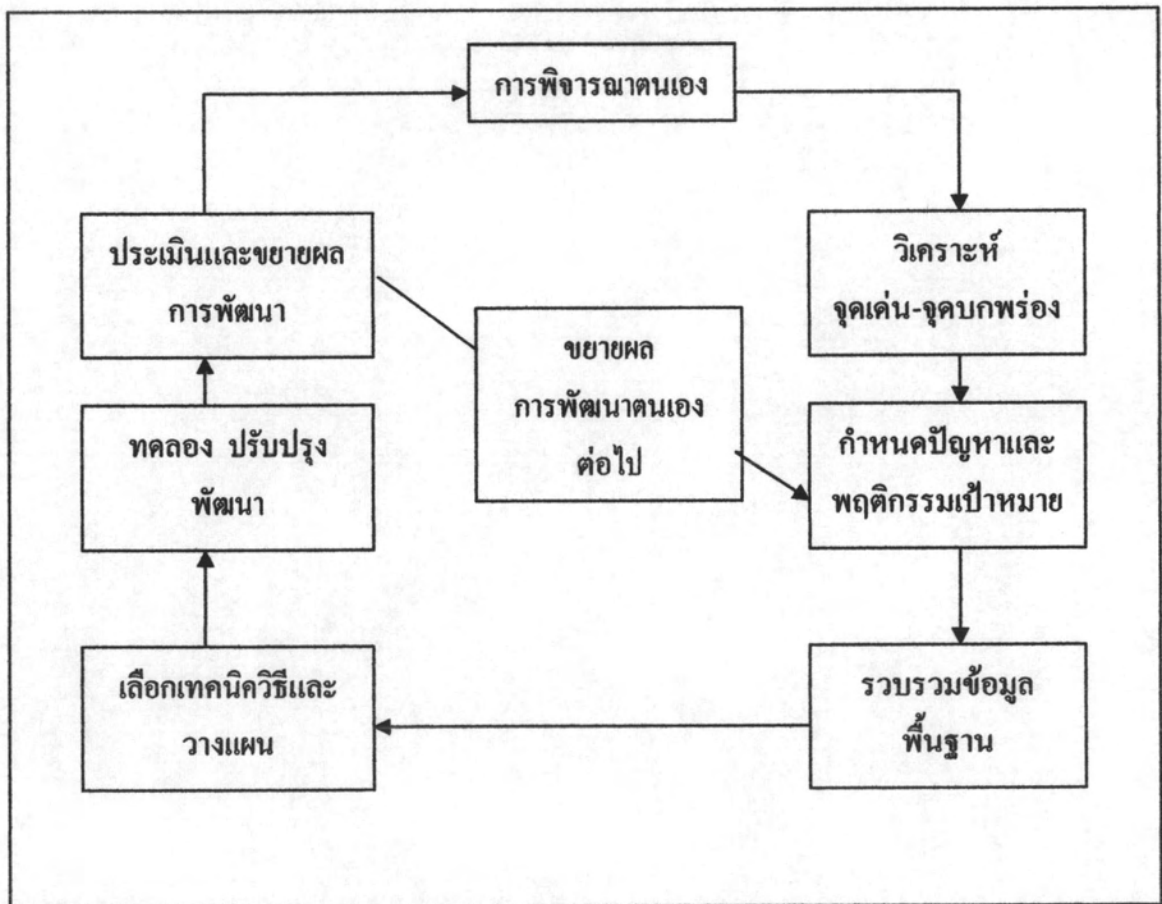 การพิจารณาตนเอง
วิเคราะห์
จุดเด่น-จุดบกพร่อง
กำหนดปัญหาและ
พฤติกรรมเป้าหมาย
รวบรวมข้อมูล
พื้นฐาน
เลือกเทคนิควิธีและ
วางแผน
ทดลอง ปรับปรุง
พัฒนา
ประเมินและขยายผล
การพัฒนา
ขยายผล
การพัฒนาตนเอง
ต่อไป